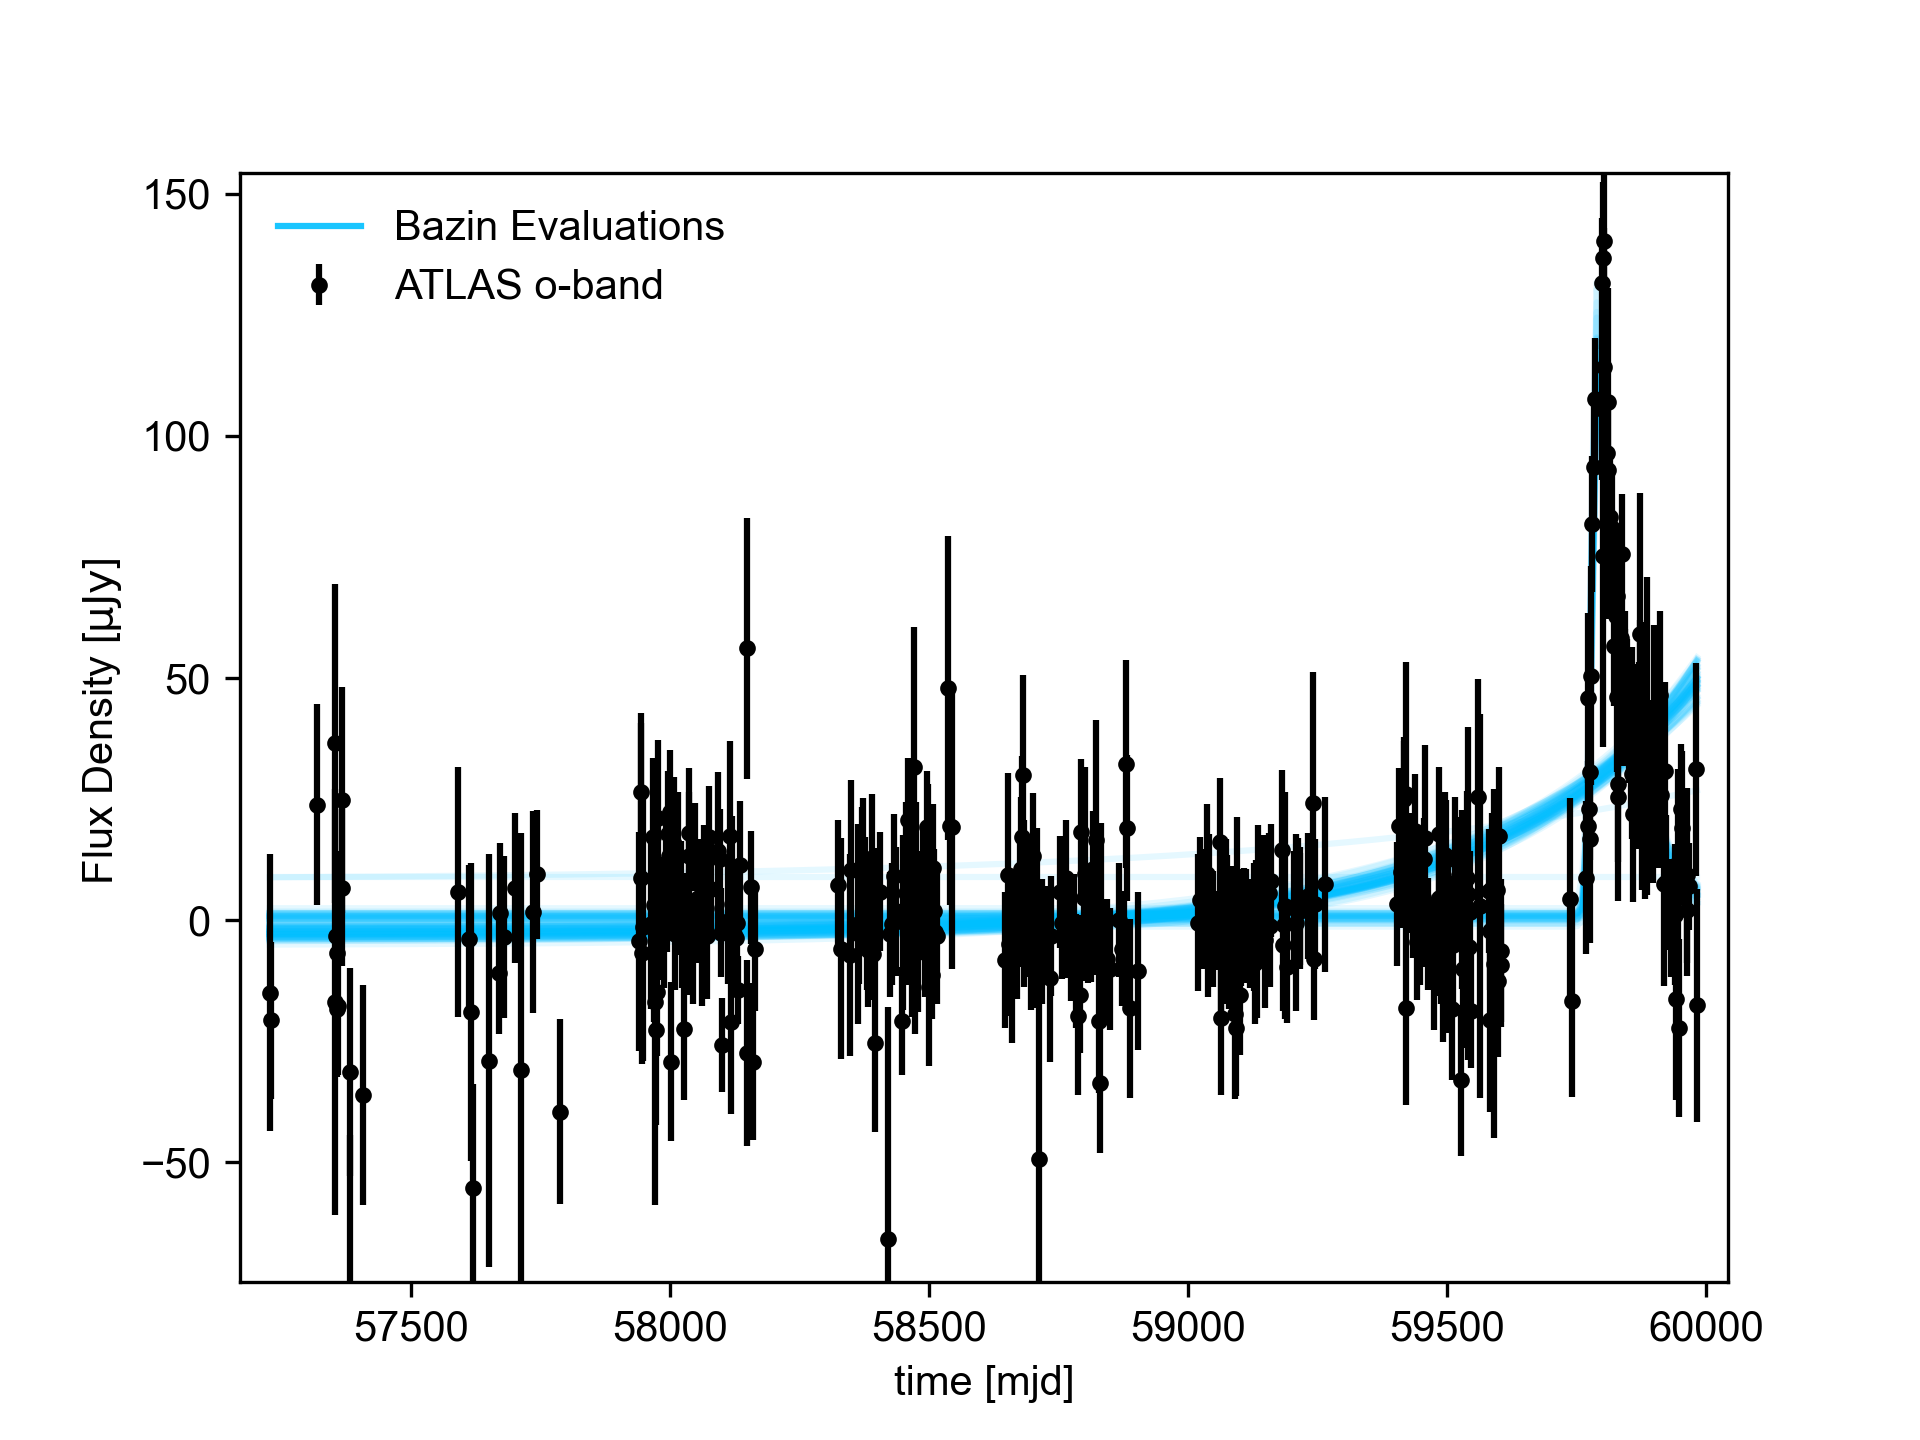 150
100
50
0
−50
Flux Density [µJy]
Bazin Evaluations
ATLAS o-band
57500 58000 58500 59000 59500 60000
time [mjd]